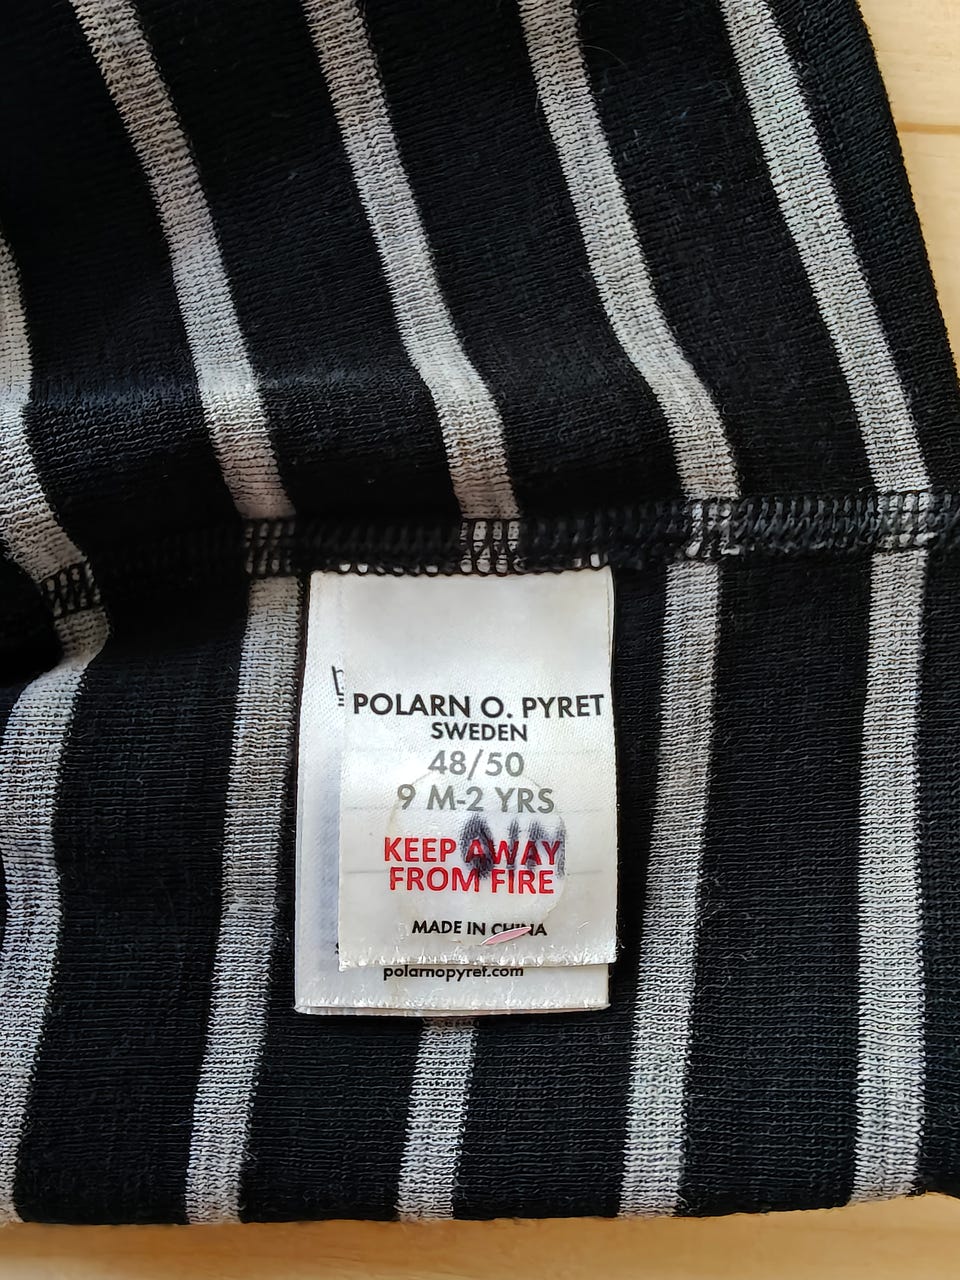 POLARN O. PYRET
SWEDEN
48/50
9 M-2 YRS
KEEP AWAY
FROM FIRE
MADE IN CHINA
polarnopyret.com